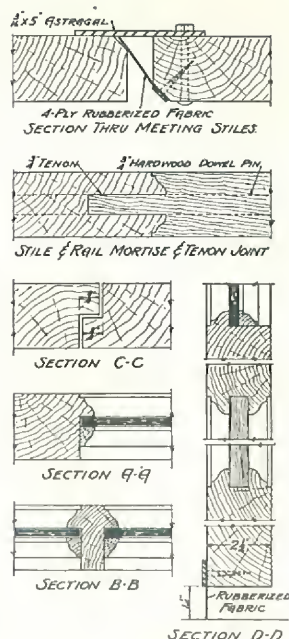 X5" ASTRAGAL
4-PLY RUBBERIZED FABRIC
SECTION THRU MEETING STILES.
3/4" TENON
3/4" HARDWOOD DOWEL PIN
STILE & RAIL MORTISE & TENON JOINT
SECTION C-C
SECTION A-A
SECTION B-B
2 1/4"
RUBBERIZED
FABRIC
SECTION D-D